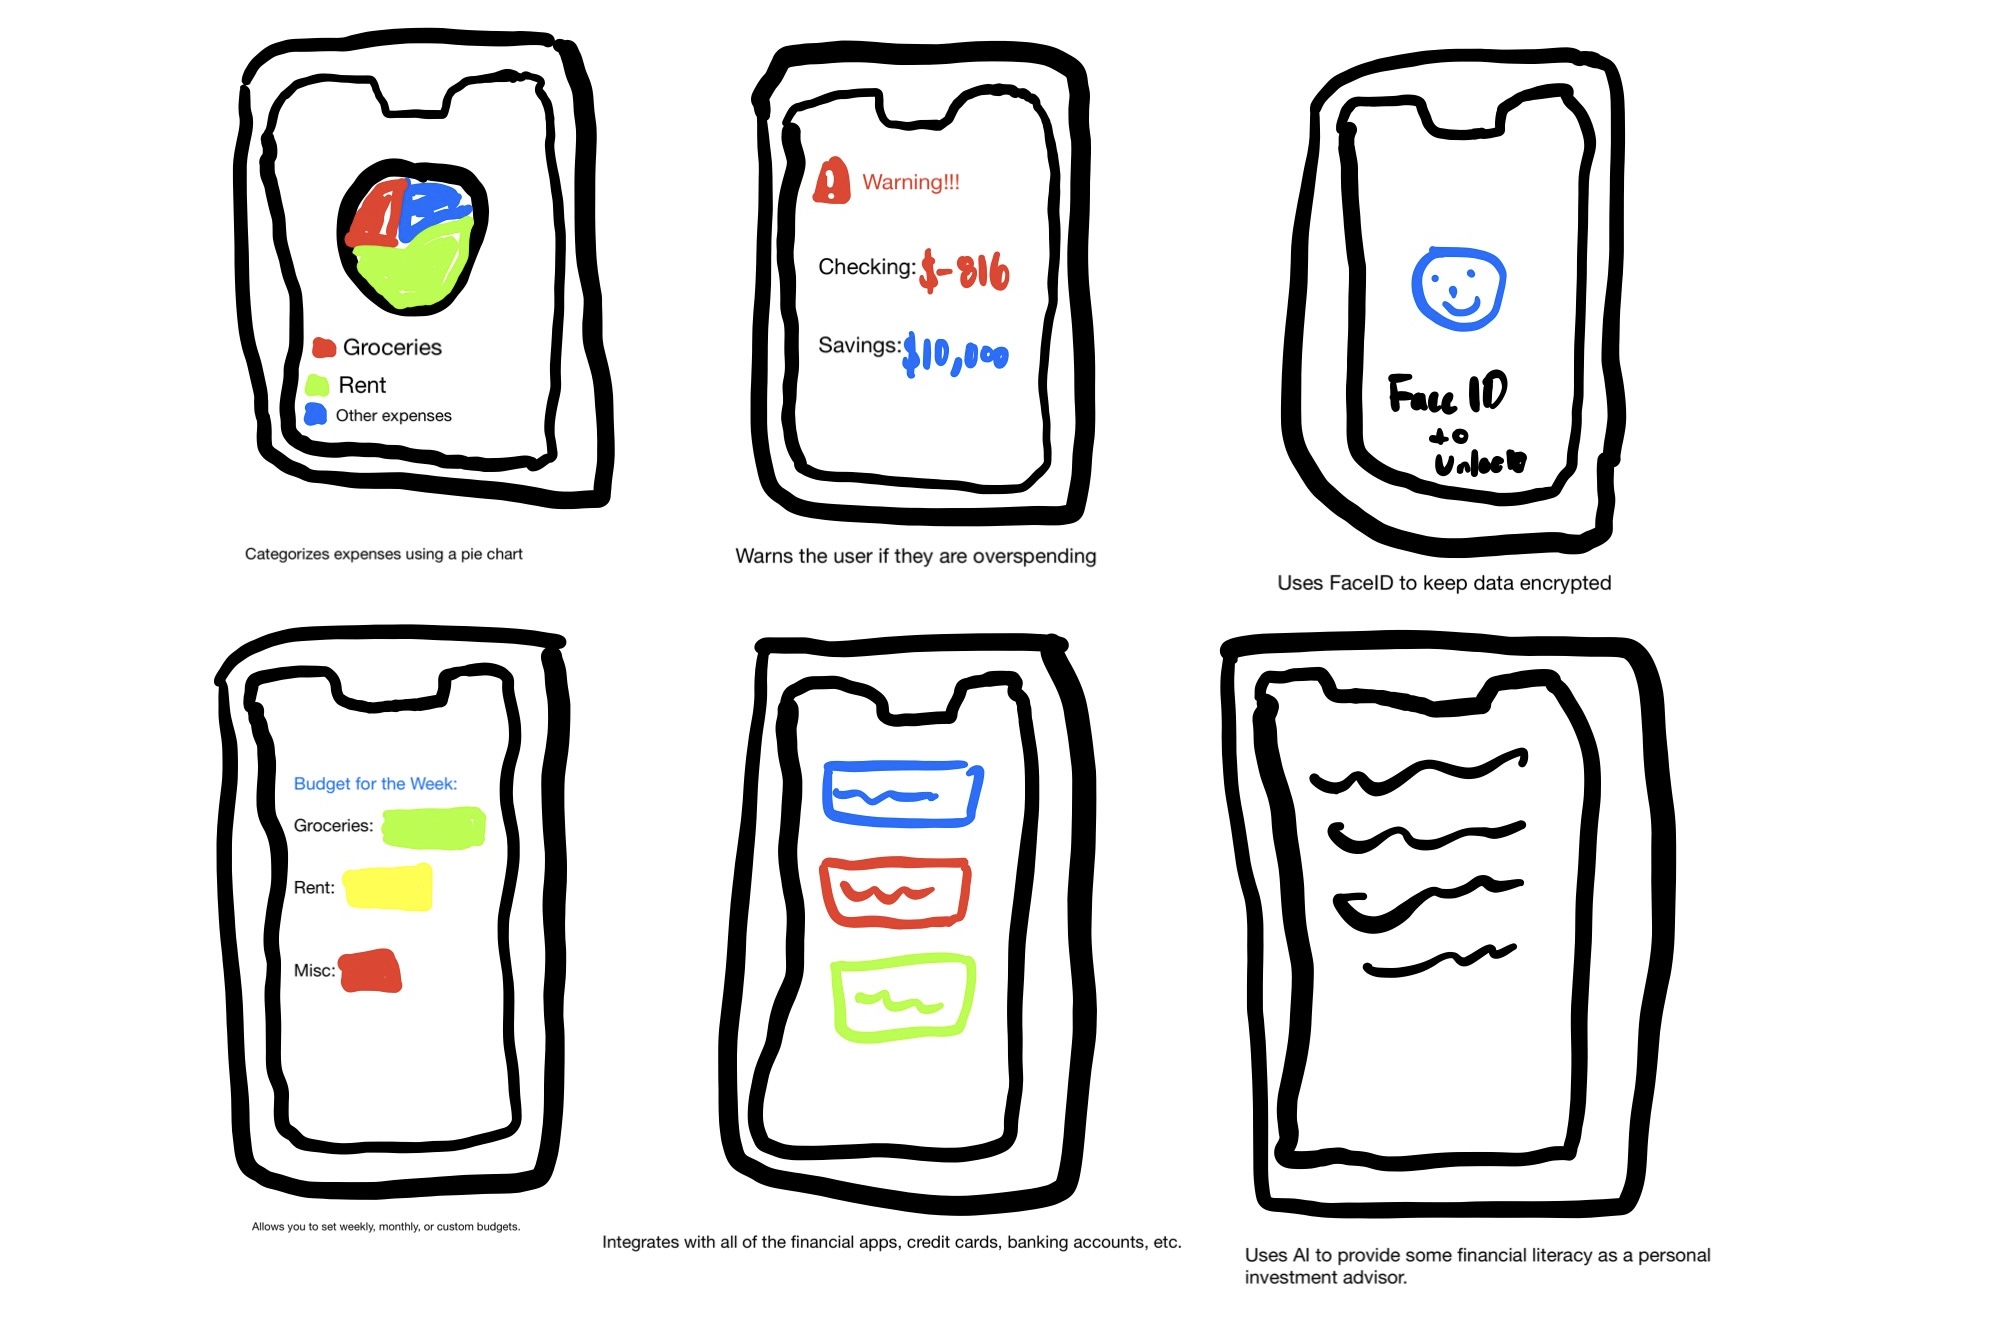 Groceries
Rent
Other expenses
Categorizes expenses using a pie chart
Warning!!!
Checking: $-816
Savings: $10,000
Warns the user if they are overspending
Face ID
to
Unlock
Uses FaceID to keep data encrypted
Budget for the Week:
Groceries:
Rent:
Misc:
Allows you to set weekly, monthly, or custom budgets.
Integrates with all of the financial apps, credit cards, banking accounts, etc.
Uses AI to provide some financial literacy as a personal
investment advisor.